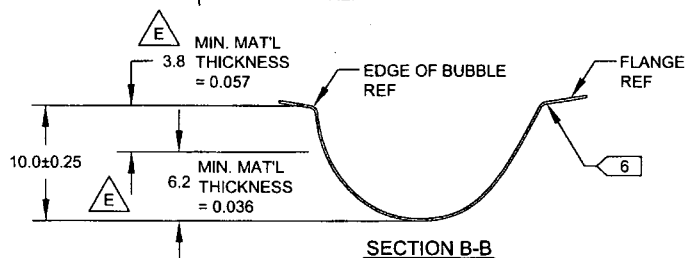 E
MIN. MAT'L
3.8 THICKNESS
= 0.057
EDGE OF BUBBLE
REF
FLANGE
REF
10.0±0.25
MIN. MAT'L
6.2 THICKNESS
= 0.036
E
6
SECTION B-B